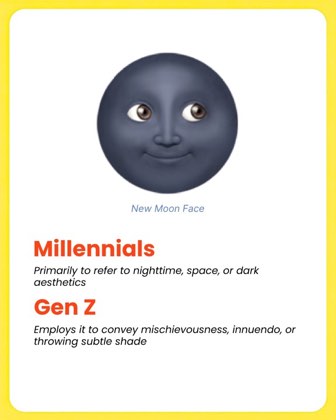 New Moon Face
Millennials
Primarily to refer to nighttime, space, or dark
aesthetics
Gen Z
Employs it to convey mischievousness, innuendo, or
throwing subtle shade